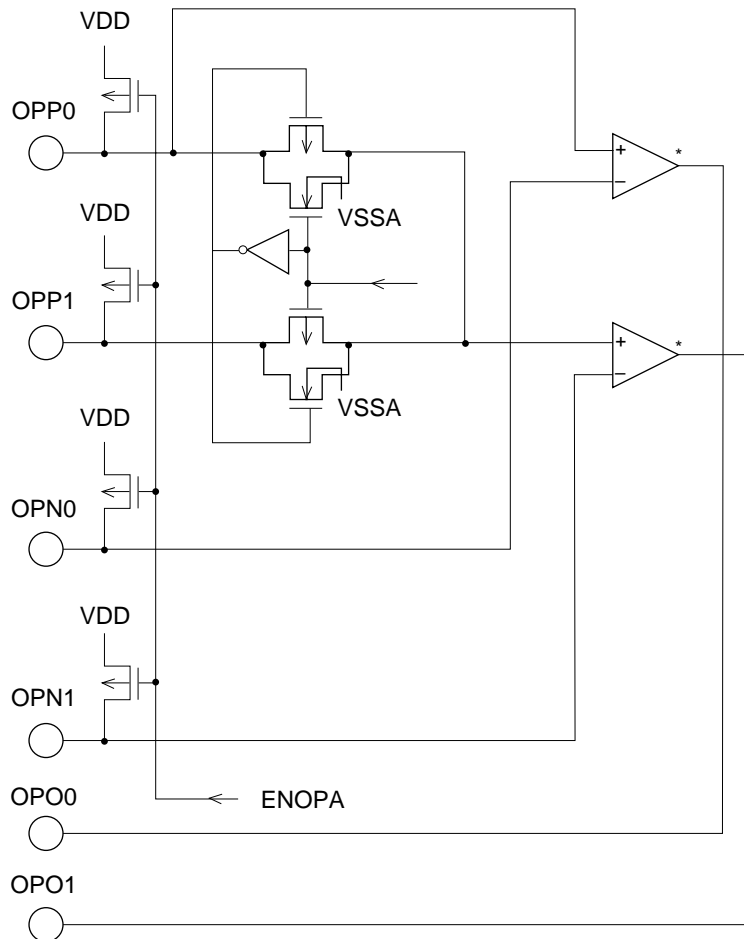 VDD
OPP0
*
+
−
VDD
VSSA
OPP1
*
+
−
VDD
VSSA
OPN0
VDD
OPN1
OPO0
ENOPA
OPO1